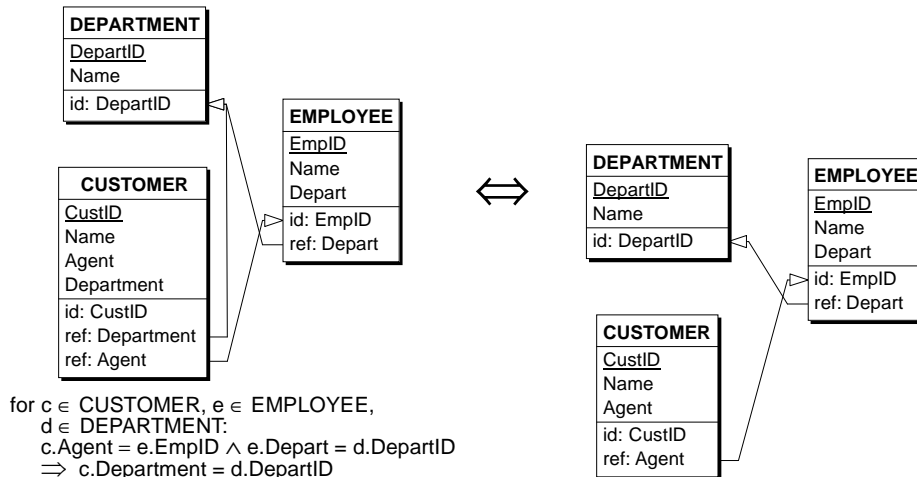 DEPARTMENT
DepartID
Name
id: DepartID
EMPLOYEE
EmpID
Name
Depart
id: EmpID
ref: Depart
CUSTOMER
CustID
Name
Agent
Department
id: CustID
ref: Department
ref: Agent
for c ∈ CUSTOMER, e ∈ EMPLOYEE,
d ∈ DEPARTMENT:
c.Agent = e.EmpID ∧ e.Depart = d.DepartID
⇒ c.Department = d.DepartID
⇔
DEPARTMENT
DepartID
Name
id: DepartID
EMPLOYEE
EmpID
Name
Depart
id: EmpID
ref: Depart
CUSTOMER
CustID
Name
Agent
id: CustID
ref: Agent